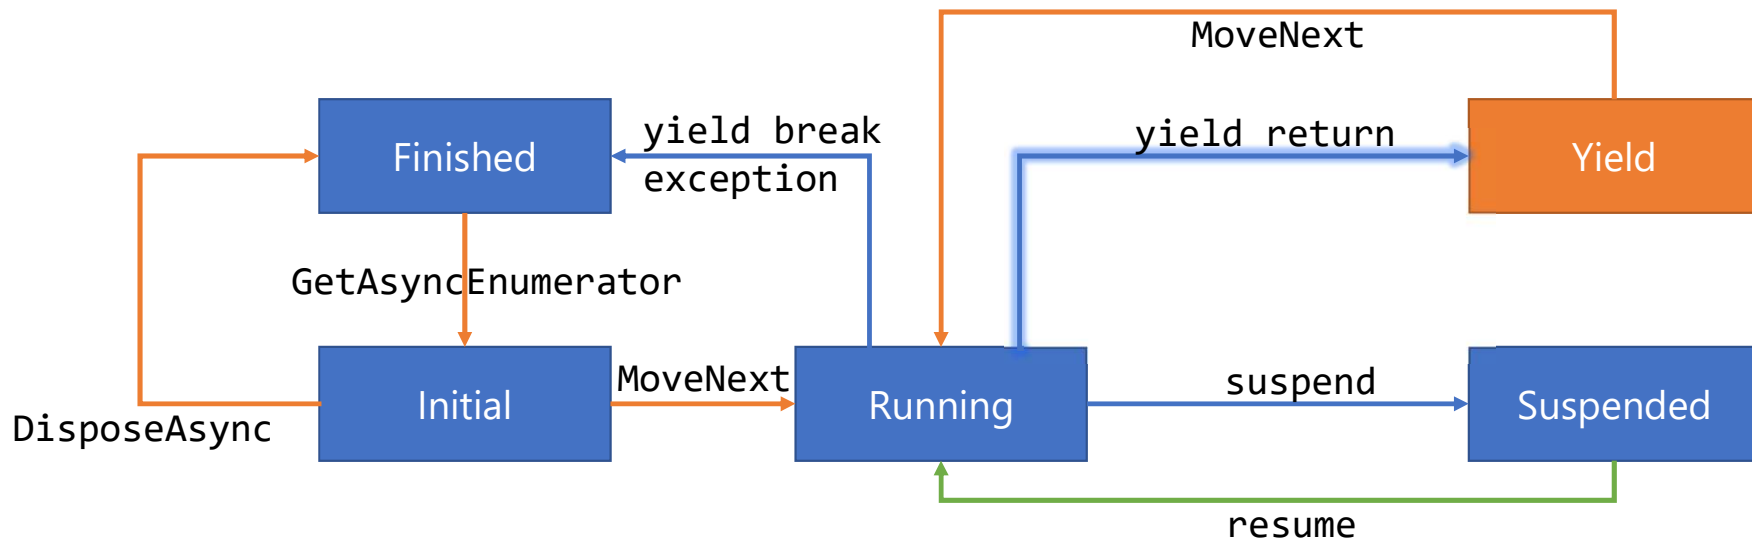 MoveNext
yield break
yield return
Finished
Yield
exception
GetAsyncEnumerator
MoveNext
suspend
Initial
Running
Suspended
DisposeAsync
resume